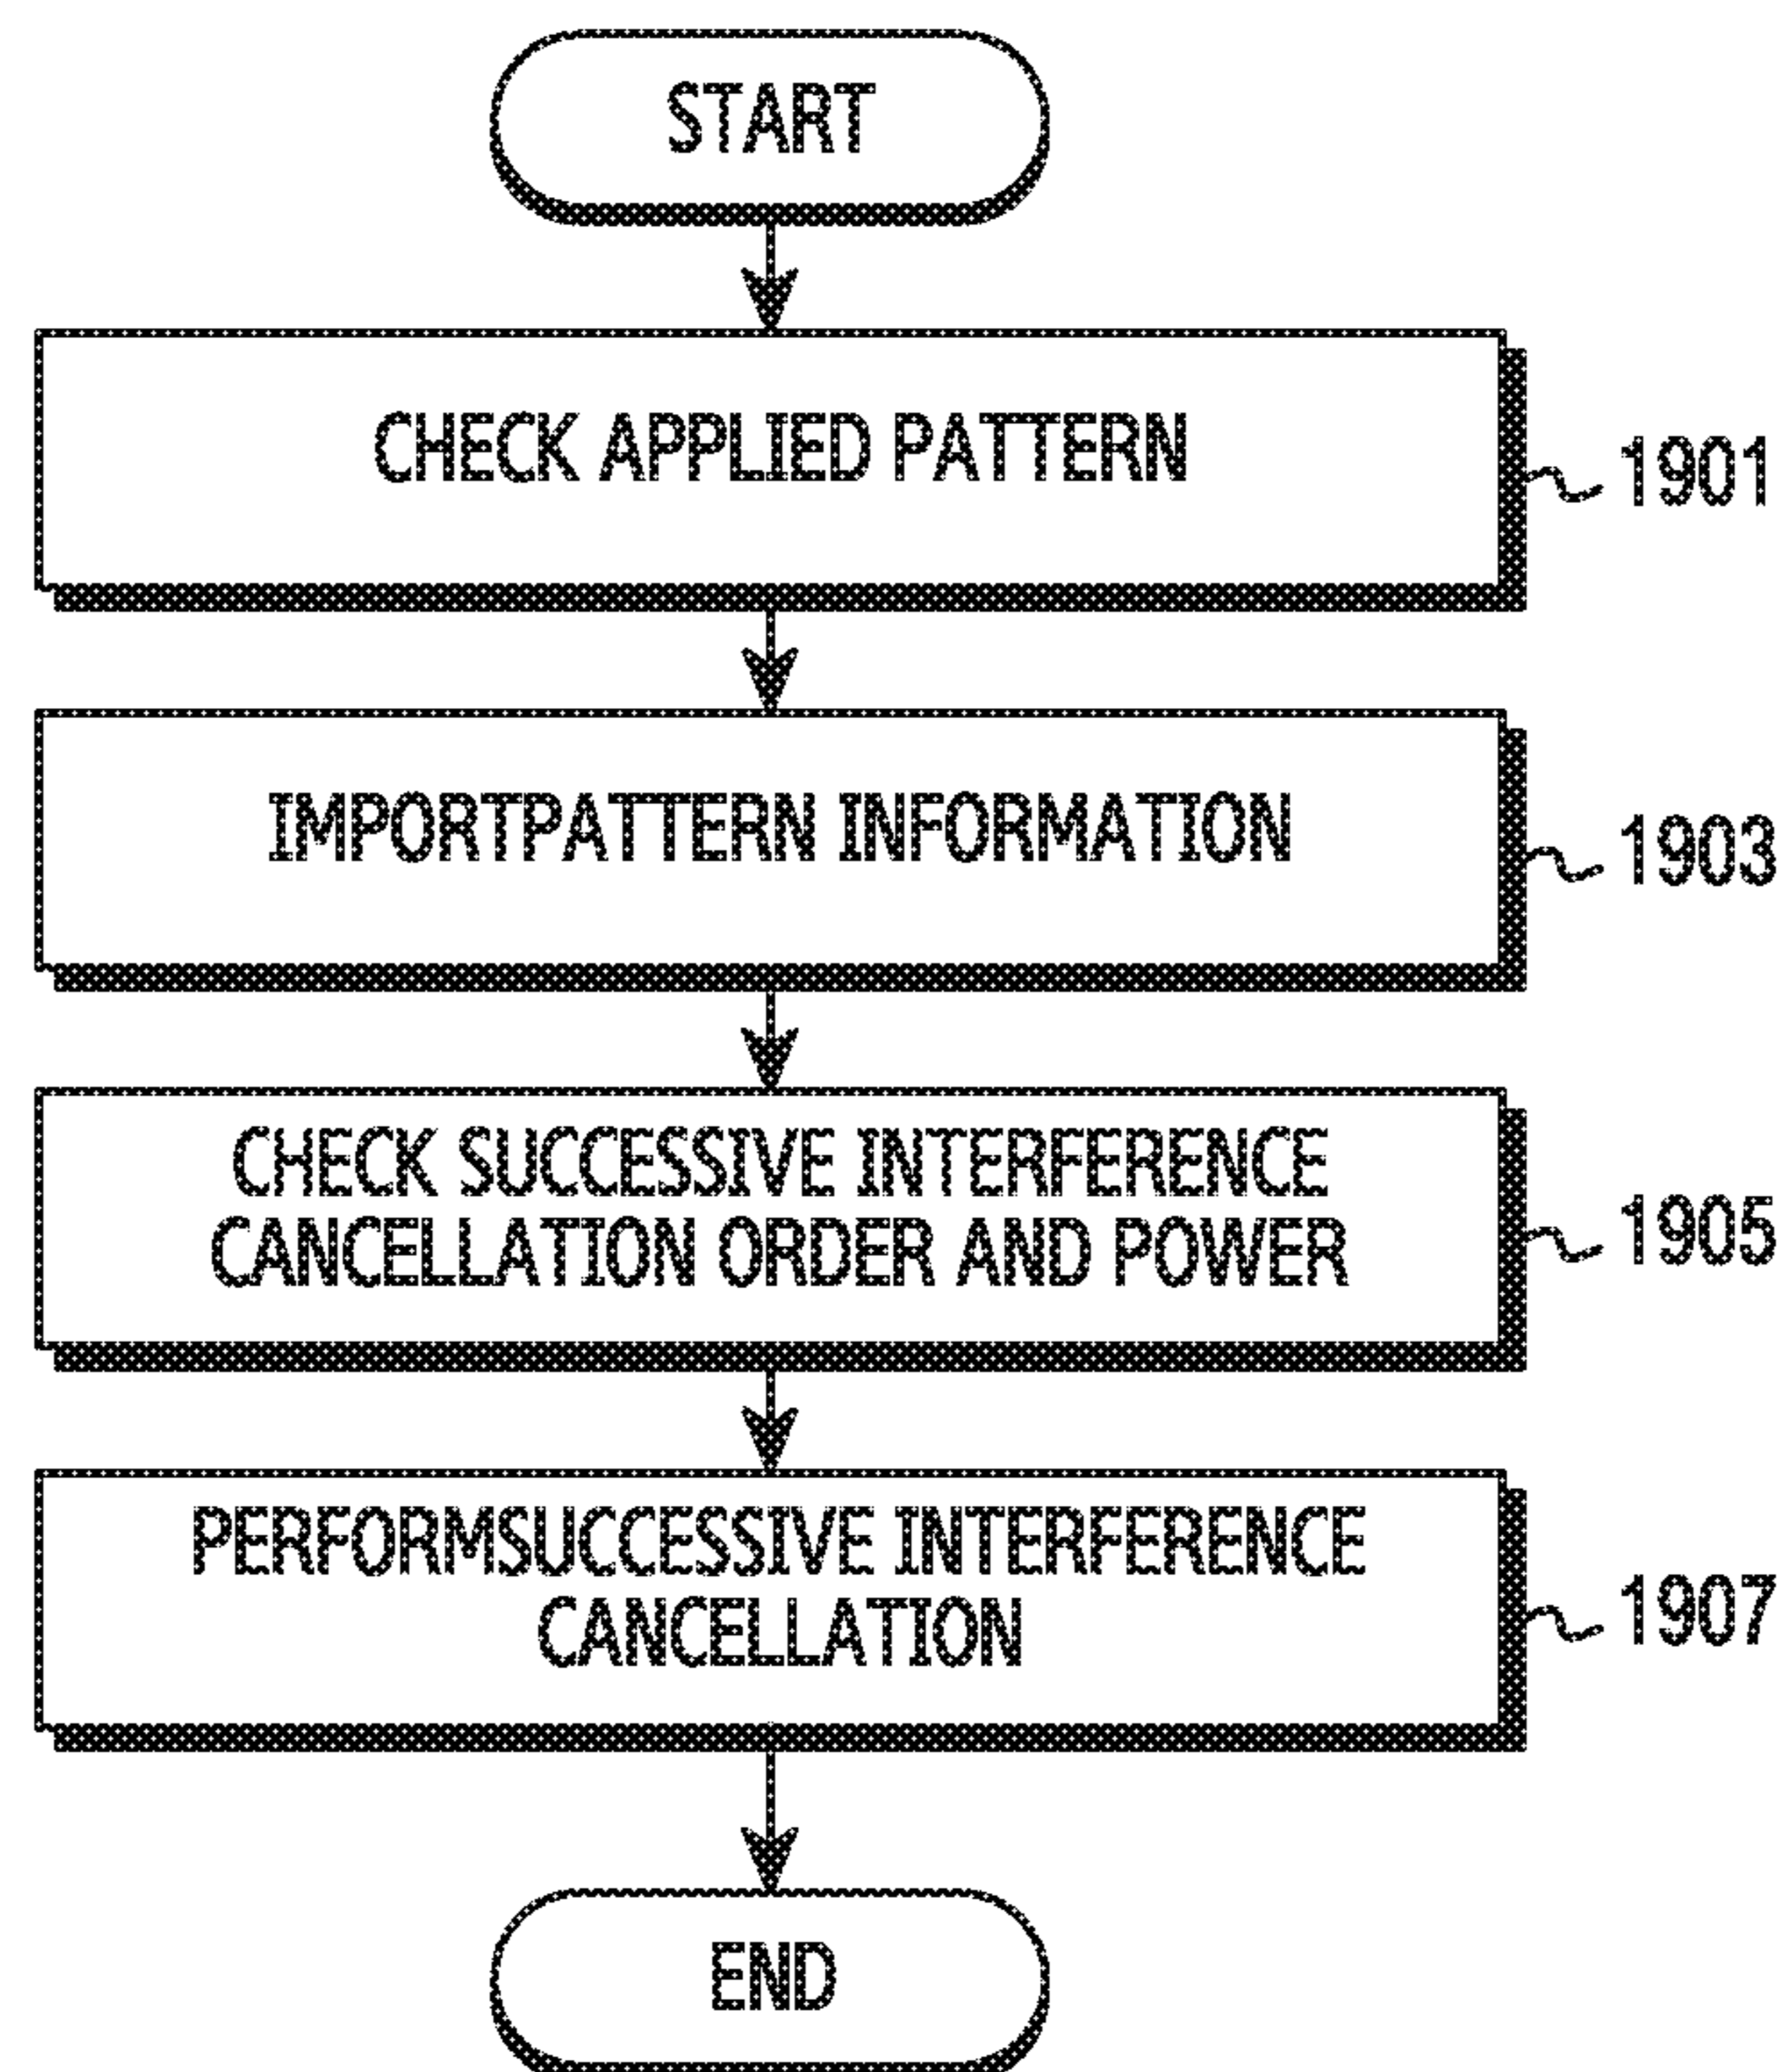 START
CHECK APPLIED PATTERN
1901
IMPORTPATTERN INFORMATION
1903
CHECK SUCCESSIVE INTERFERENCE
CANCELLATION ORDER AND POWER
1905
PERFORMSUCCESSIVE INTERFERENCE
CANCELLATION
1907
END